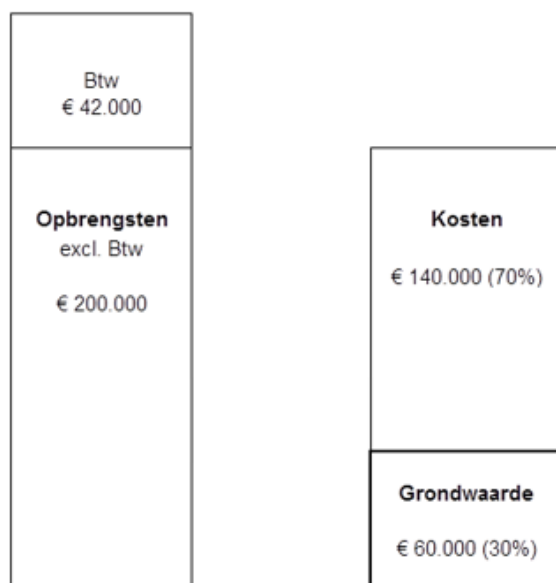 Btw
€ 42.000
Opbrengsten
excl. Btw
€ 200.000
Kosten
€ 140.000 (70%)
Grondwaarde
€ 60.000 (30%)